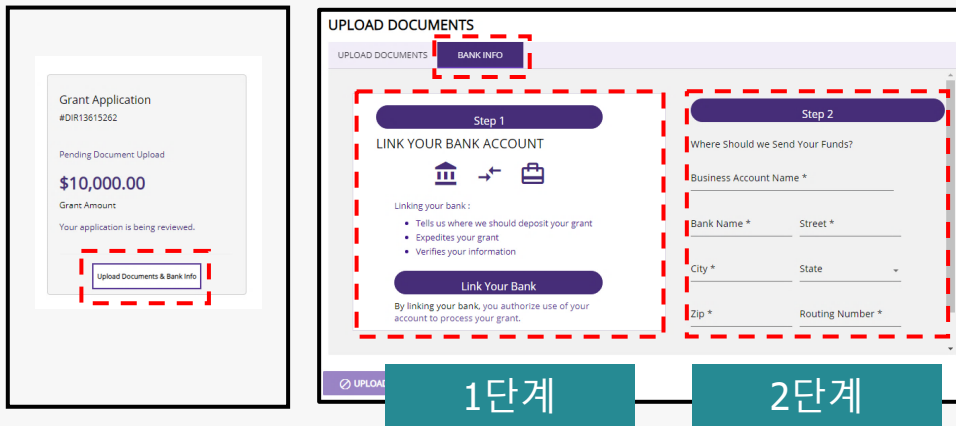 Grant Application
#DIR13615262
Pending Document Upload
$10,000.00
Grant Amount
Your application is being reviewed.
Upload Documents & Bank Info
UPLOAD DOCUMENTS
UPLOAD DOCUMENTS
BANK INFO
Step 1
LINK YOUR BANK ACCOUNT
Linking your bank :
• Tells us where we should deposit your grant
• Expedites your grant
• Verifies your information
Link Your Bank
By linking your bank, you authorize use of your
account to process your grant.
Step 2
Where Should we Send Your Funds?
Business Account Name *
Bank Name *
Street *
City *
State
Zip *
Routing Number *
UPLOAD
1단계
2단계